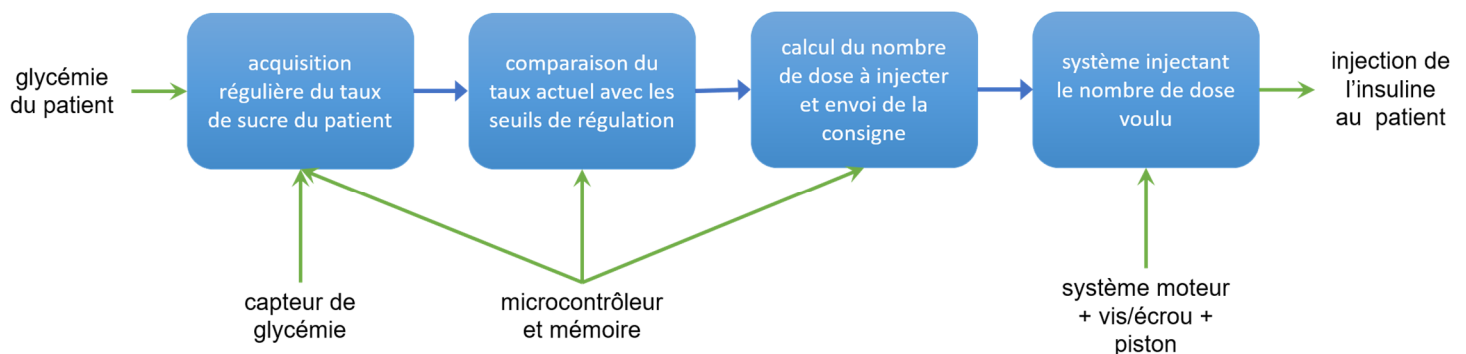 glycémie
du patient
acquisition
régulière du taux
de sucre du patient
comparaison du
taux actuel avec les
seuils de régulation
calcul du nombre
de dose à injecter
et envoi de la
consigne
système injectant
le nombre de dose
voulu
injection de
l’insuline
au patient
capteur de
glycémie
microcontrôleur
et mémoire
système moteur
+ vis/écrou +
piston